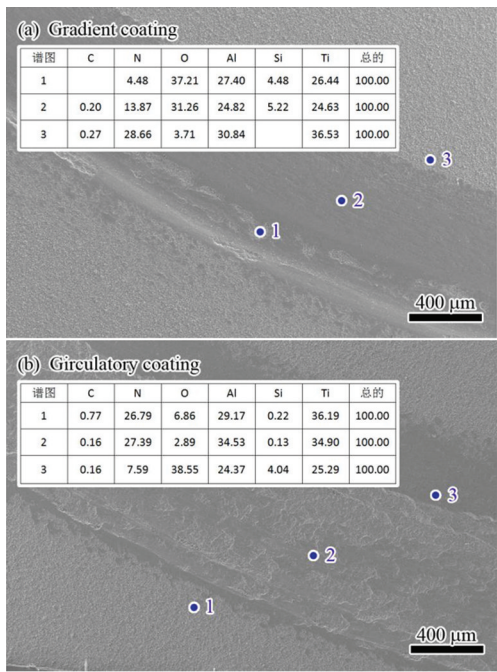 (a) Gradient coating
谱图 C N O Al Si Ti 总的
1 4.48 37.21 27.40 4.48 26.44 100.00
2 0.20 13.87 31.26 24.82 5.22 24.63 100.00
3 0.27 28.66 3.71 30.84 36.53 100.00
3
2
1
400 μm
(b) Girculatory coating
谱图 C N O Al Si Ti 总的
1 0.77 26.79 6.86 29.17 0.22 36.19 100.00
2 0.16 27.39 2.89 34.53 0.13 34.90 100.00
3 0.16 7.59 38.55 24.37 4.04 25.29 100.00
3
2
1
400 μm